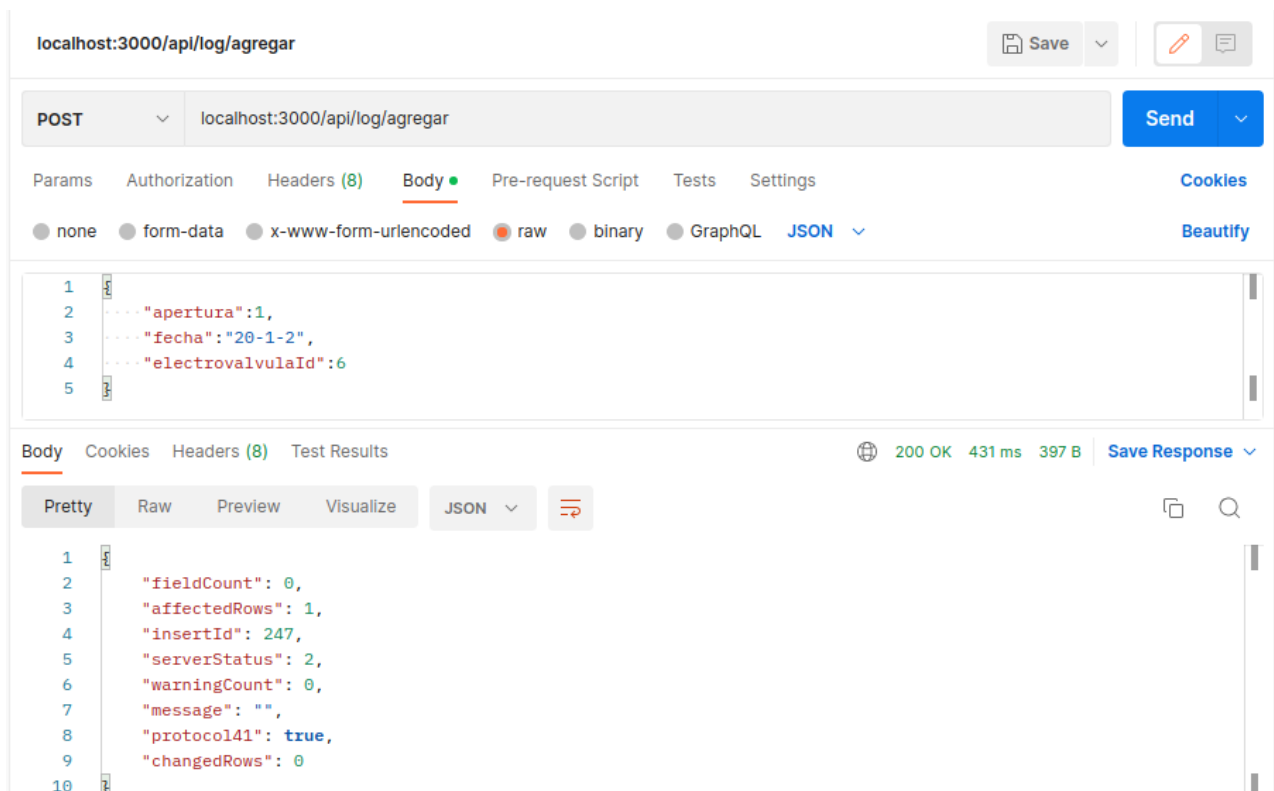 localhost:3000/api/log/agregar Save
POST localhost:3000/api/log/agregar Send
Params Authorization Headers (8) Body Pre-request Script Tests Settings Cookies
none form-data x-www-form-urlencoded raw binary GraphQL JSON Beautify
1 {
2 "apertura":1,
3 "fecha":"20-1-2",
4 "electrovalvulaId":6
5 }
Body Cookies Headers (8) Test Results 200 OK 431 ms 397 B Save Response
Pretty Raw Preview Visualize JSON
1 {
2 "fieldCount": 0,
3 "affectedRows": 1,
4 "insertId": 247,
5 "serverStatus": 2,
6 "warningCount": 0,
7 "message": "",
8 "protocol41": true,
9 "changedRows": 0
10 }